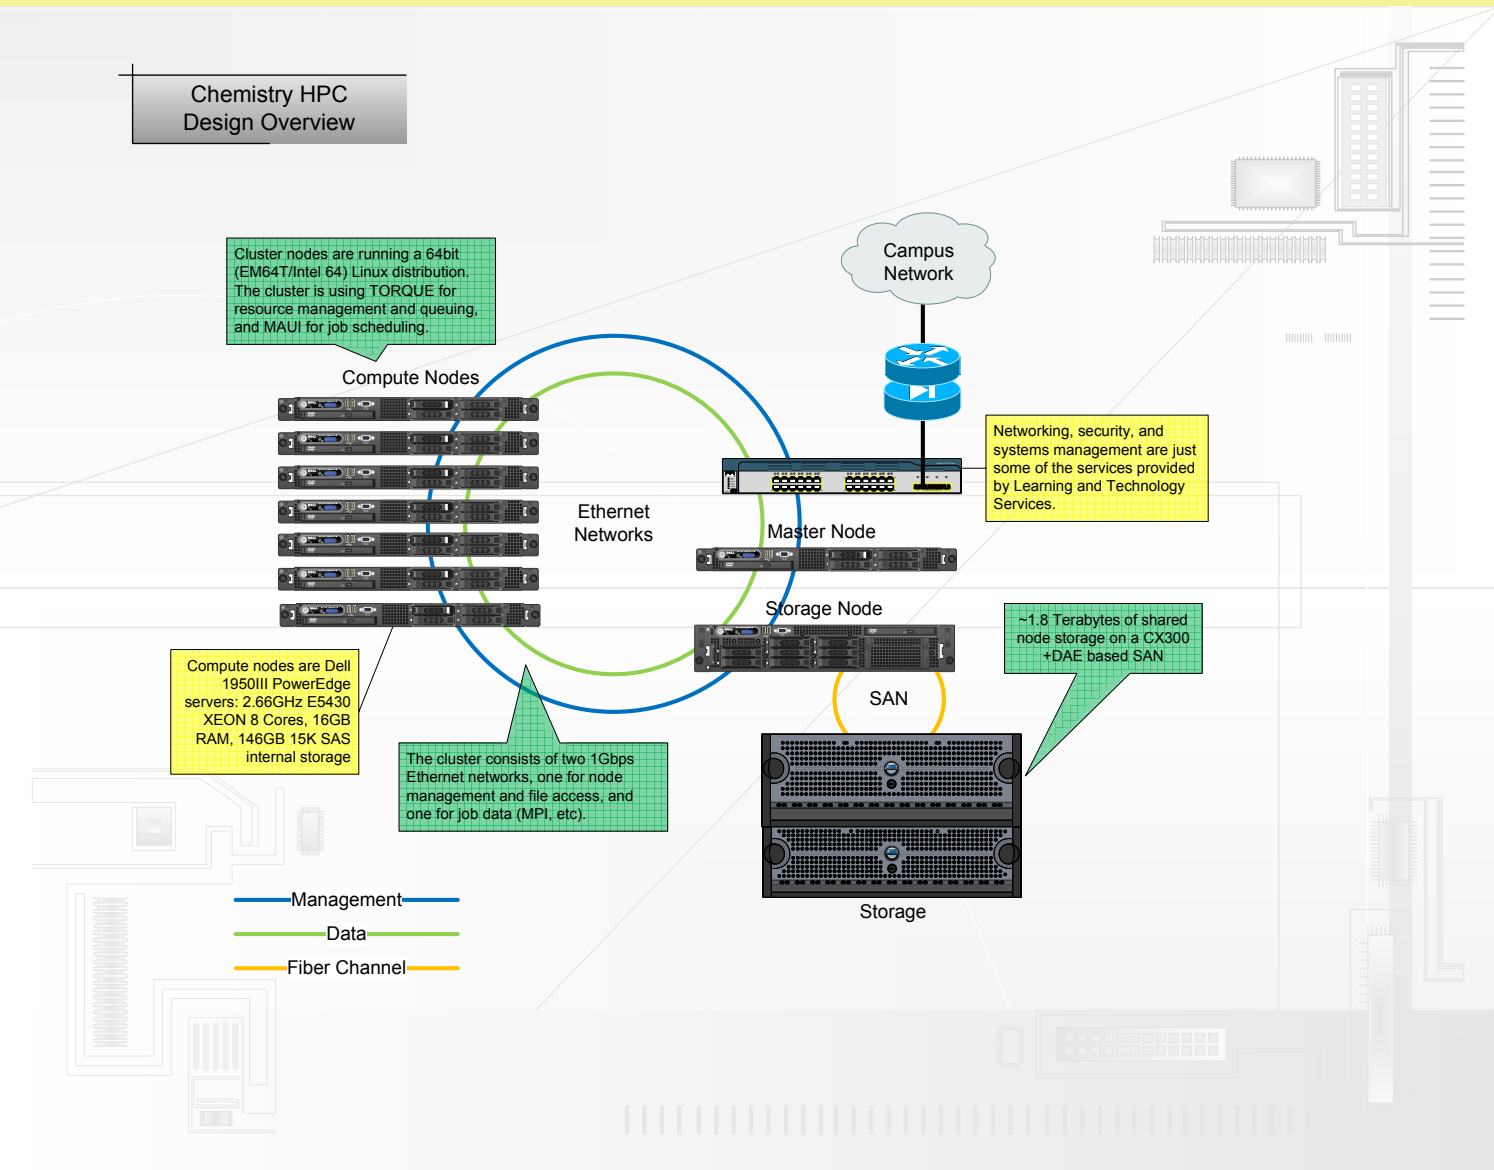 Chemistry HPC
Design Overview
Cluster nodes are running a 64bit
(EM64T/Intel 64) Linux distribution.
The cluster is using TORQUE for
resource management and queuing,
and MAUI for job scheduling.
Campus
Network
Compute Nodes
Networking, security, and
systems management are just
some of the services provided
by Learning and Technology
Services.
Ethernet
Networks
Master Node
Storage Node
~1.8 Terabytes of shared
node storage on a CX300
+DAE based SAN
Compute nodes are Dell
1950III PowerEdge
servers: 2.66GHz E5430
XEON 8 Cores, 16GB
RAM, 146GB 15K SAS
internal storage
SAN
The cluster consists of two 1Gbps
Ethernet networks, one for node
management and file access, and
one for job data (MPI, etc).
Storage
Management
Data
Fiber Channel